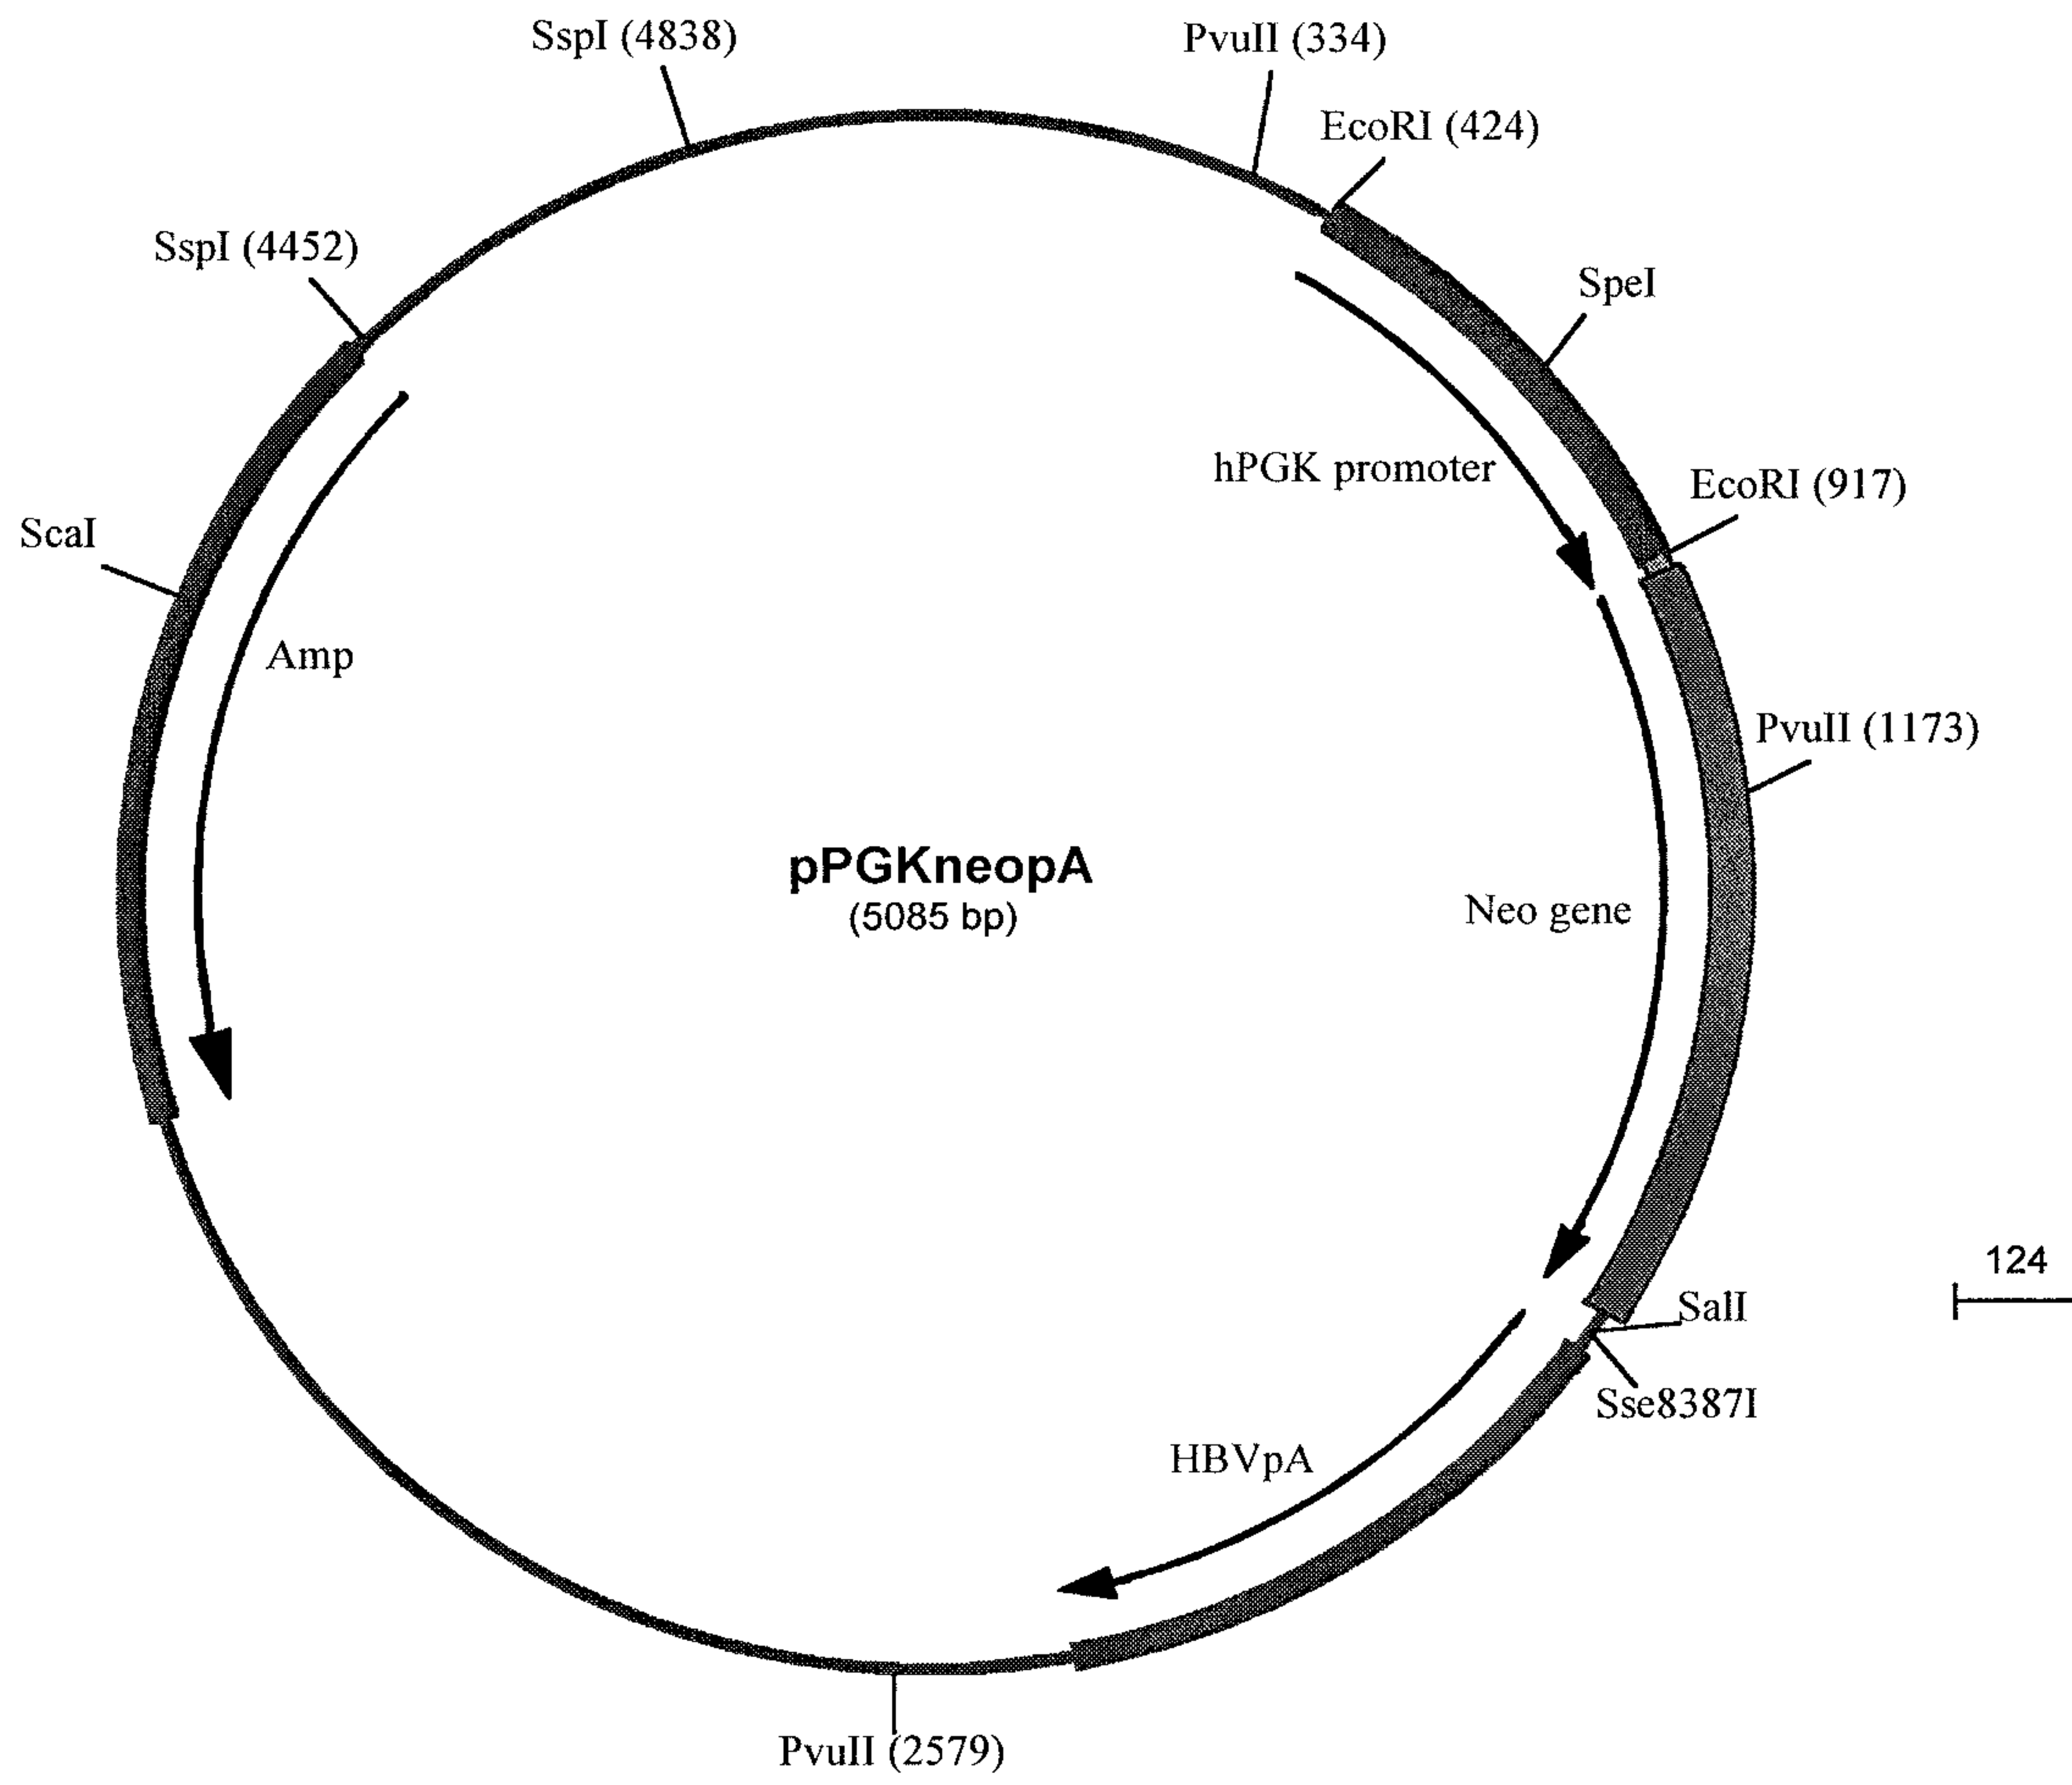 SspI (4838)
PvuII (334)
EcoRI (424)
SspI (4452)
SpeI
hPGK promoter
EcoRI (917)
ScaI
Amp
PvuII (1173)
pPGKneopA
(5085 bp)
Neo gene
124
SalI
Sse8387I
HBVpA
PvuII (2579)